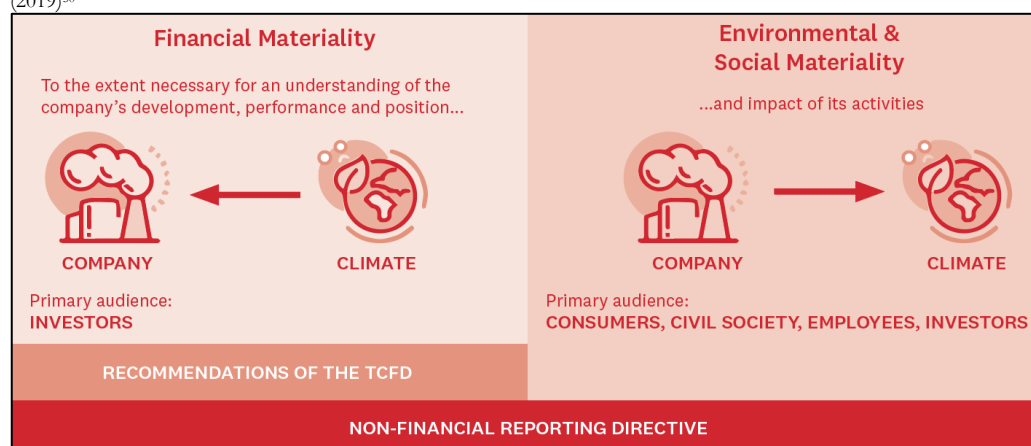 (2019)³⁰
Financial Materiality
To the extent necessary for an understanding of the
company's development, performance and position...
COMPANY
CLIMATE
Primary audience:
INVESTORS
RECOMMENDATIONS OF THE TCFD
Environmental &
Social Materiality
...and impact of its activities
COMPANY
CLIMATE
Primary audience:
CONSUMERS, CIVIL SOCIETY, EMPLOYEES, INVESTORS
NON-FINANCIAL REPORTING DIRECTIVE